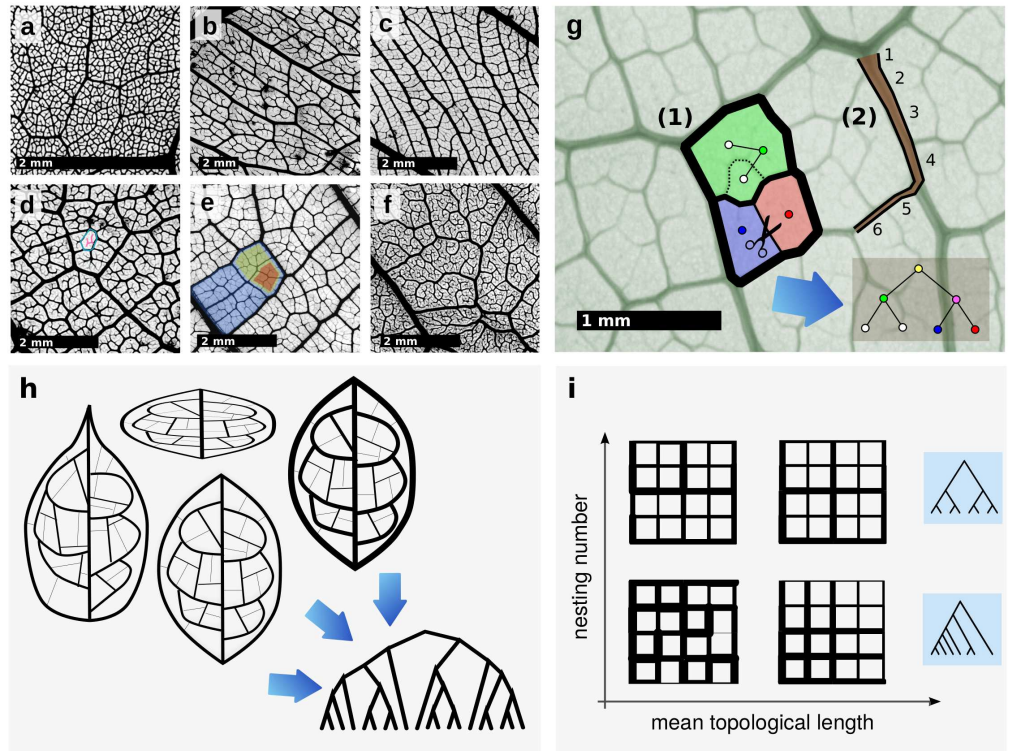 a
2 mm
b
2 mm
c
2 mm
d
2 mm
e
2 mm
f
2 mm
g
(1)
(2)
1
2
3
4
5
6
1 mm
h
i
nesting number
mean topological length